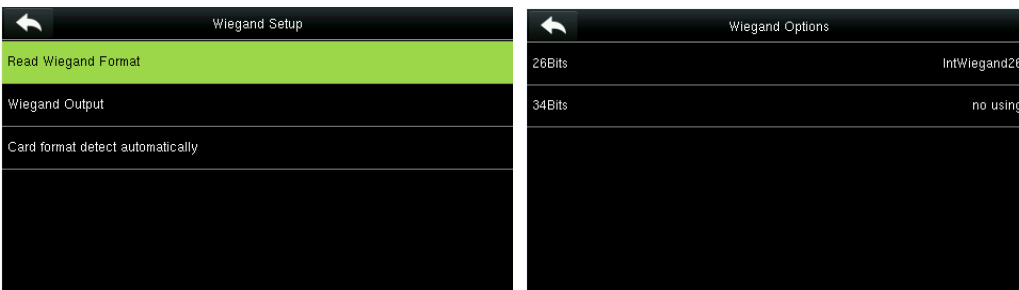 Wiegand Setup
Read Wiegand Format
Wiegand Output
Card format detect automatically
Wiegand Options
26Bits IntWiegand26
34Bits no using